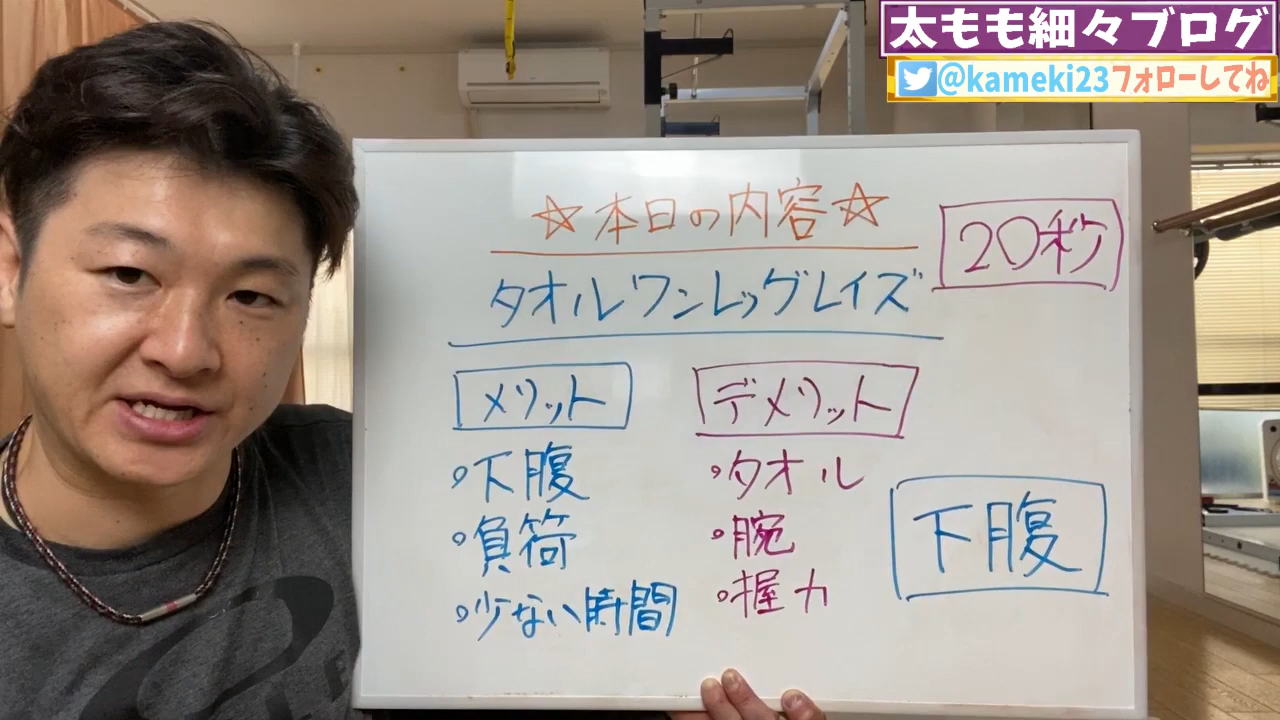 太もも細々ブログ
@kameki23フォローしてね
☆本日の内容☆
20秒
タオルワンレッグレイズ
メリット
・下腹
・負荷
・少ない時間
デメリット
・タオル
・腕
・握力
下腹